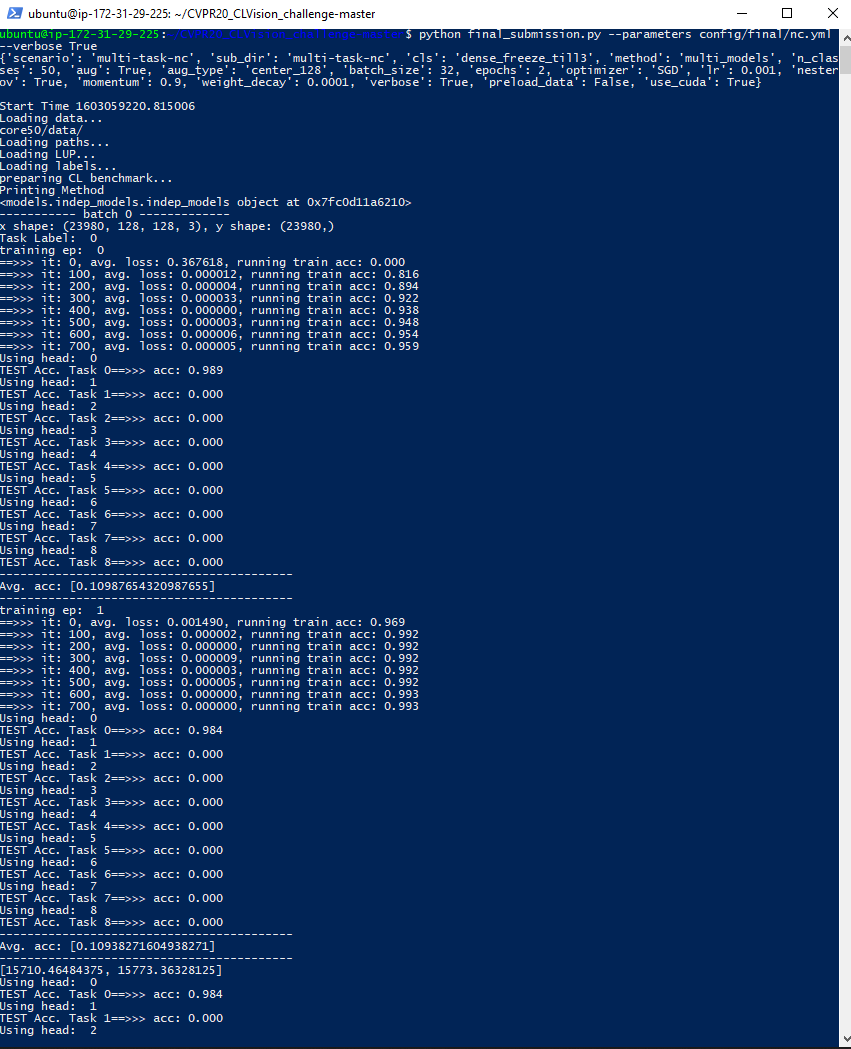 ubuntu@ip-172-31-29-225: ~/CVPR20_CLVision_challenge-master
ubuntu@ip-172-31-29-225:~/CVPR20_CLVision_challenge-master$ python final_submission.py --parameters config/final/nc.yml
--verbose True
{'scenario': 'multi-task-nc', 'sub_dir': 'multi-task-nc', 'cls': 'dense_freeze_till3', 'method': 'multi_models', 'n_clas
ses': 50, 'aug': True, 'aug_type': 'center_128', 'batch_size': 32, 'epochs': 2, 'optimizer': 'SGD', 'lr': 0.001, 'nester
ov': True, 'momentum': 0.9, 'weight_decay': 0.0001, 'verbose': True, 'preload_data': False, 'use_cuda': True}
Start Time 1603059220.815006
Loading data...
core50/data/
Loading paths...
Loading LUP...
Loading labels...
preparing CL benchmark...
Printing Method
<models.indep_models.indep_models object at 0x7fc0d11a6210>
----------- batch 0 -------------
x shape: (23980, 128, 128, 3), y shape: (23980,)
Task Label:  0
training ep:  0
==>>> it: 0, avg. loss: 0.367618, running train acc: 0.000
==>>> it: 100, avg. loss: 0.000012, running train acc: 0.816
==>>> it: 200, avg. loss: 0.000004, running train acc: 0.894
==>>> it: 300, avg. loss: 0.000033, running train acc: 0.922
==>>> it: 400, avg. loss: 0.000000, running train acc: 0.938
==>>> it: 500, avg. loss: 0.000003, running train acc: 0.948
==>>> it: 600, avg. loss: 0.000006, running train acc: 0.954
==>>> it: 700, avg. loss: 0.000005, running train acc: 0.959
Using head:  0
TEST Acc. Task 0==>>> acc: 0.989
Using head:  1
TEST Acc. Task 1==>>> acc: 0.000
Using head:  2
TEST Acc. Task 2==>>> acc: 0.000
Using head:  3
TEST Acc. Task 3==>>> acc: 0.000
Using head:  4
TEST Acc. Task 4==>>> acc: 0.000
Using head:  5
TEST Acc. Task 5==>>> acc: 0.000
Using head:  6
TEST Acc. Task 6==>>> acc: 0.000
Using head:  7
TEST Acc. Task 7==>>> acc: 0.000
Using head:  8
TEST Acc. Task 8==>>> acc: 0.000
------------------------------------------
Avg. acc: [0.10987654320987655]
------------------------------------------
training ep:  1
==>>> it: 0, avg. loss: 0.001490, running train acc: 0.969
==>>> it: 100, avg. loss: 0.000002, running train acc: 0.992
==>>> it: 200, avg. loss: 0.000000, running train acc: 0.992
==>>> it: 300, avg. loss: 0.000009, running train acc: 0.992
==>>> it: 400, avg. loss: 0.000003, running train acc: 0.992
==>>> it: 500, avg. loss: 0.000005, running train acc: 0.992
==>>> it: 600, avg. loss: 0.000000, running train acc: 0.993
==>>> it: 700, avg. loss: 0.000000, running train acc: 0.993
Using head:  0
TEST Acc. Task 0==>>> acc: 0.984
Using head:  1
TEST Acc. Task 1==>>> acc: 0.000
Using head:  2
TEST Acc. Task 2==>>> acc: 0.000
Using head:  3
TEST Acc. Task 3==>>> acc: 0.000
Using head:  4
TEST Acc. Task 4==>>> acc: 0.000
Using head:  5
TEST Acc. Task 5==>>> acc: 0.000
Using head:  6
TEST Acc. Task 6==>>> acc: 0.000
Using head:  7
TEST Acc. Task 7==>>> acc: 0.000
Using head:  8
TEST Acc. Task 8==>>> acc: 0.000
------------------------------------------
Avg. acc: [0.10938271604938271]
------------------------------------------
[15710.46484375, 15773.36328125]
Using head:  0
TEST Acc. Task 0==>>> acc: 0.984
Using head:  1
TEST Acc. Task 1==>>> acc: 0.000
Using head:  2